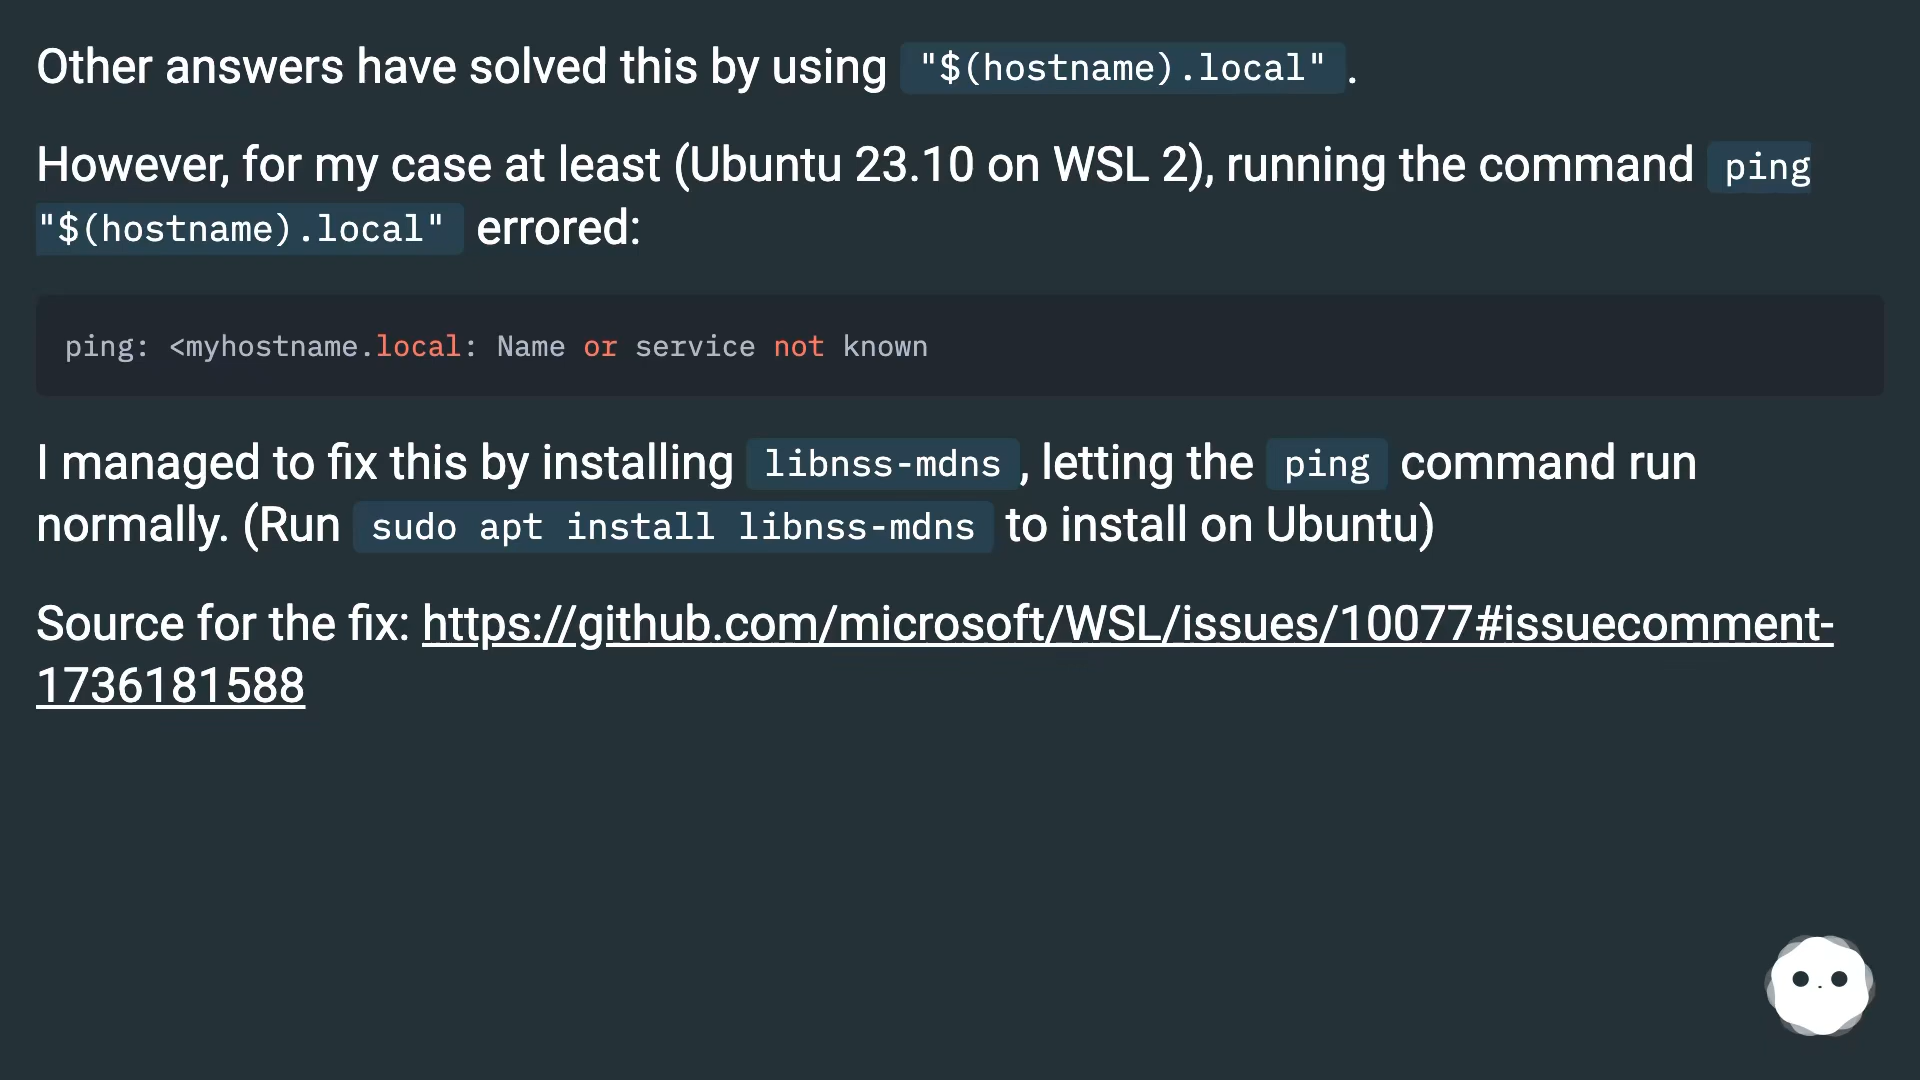 Other answers have solved this by using "$(hostname).local" .
However, for my case at least (Ubuntu 23.10 on WSL 2), running the command ping
"$(hostname).local" errored:
ping: <myhostname.local: Name or service not known
I managed to fix this by installing libnss-mdns , letting the ping command run
normally. (Run sudo apt install libnss-mdns to install on Ubuntu)
Source for the fix: https://github.com/microsoft/WSL/issues/10077#issuecomment-
1736181588